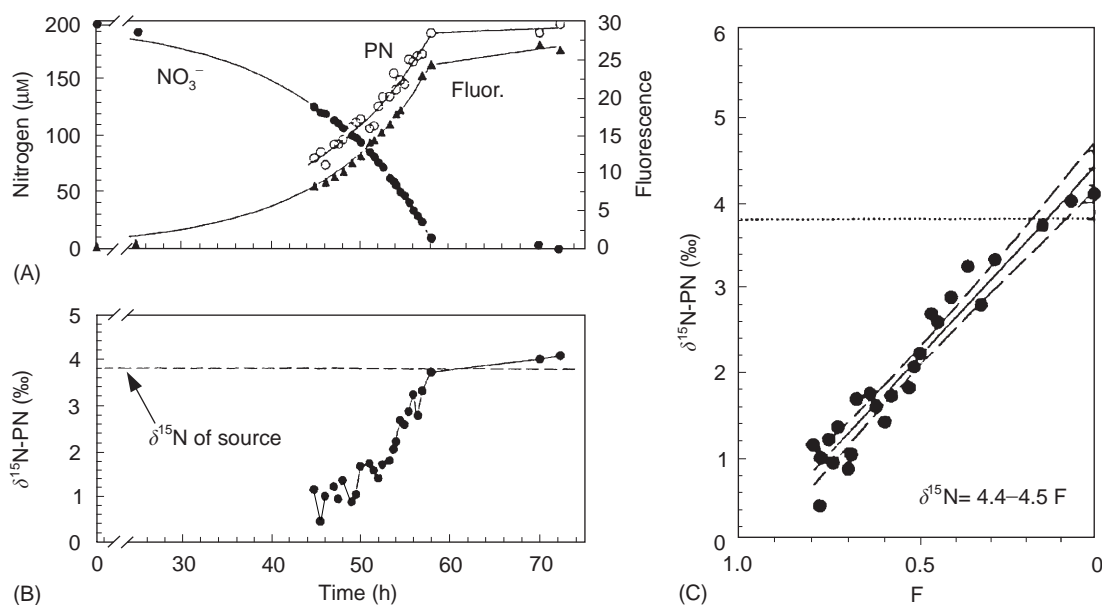 200
150
100
50
0
Nitrogen (μM)
NO₃⁻
PN
Fluor.
30
25
20
15
10
5
0
Fluorescence
(A)
5
4
3
2
1
0
δ¹⁵N-PN (‰)
δ¹⁵N of source
0 30 40 50 60 70
Time (h)
(B)
5
4
3
2
1
0
δ¹⁵N-PN (‰)
δ¹⁵N= 4.4–4.5 F
1.0 0.5 0
F
(C)